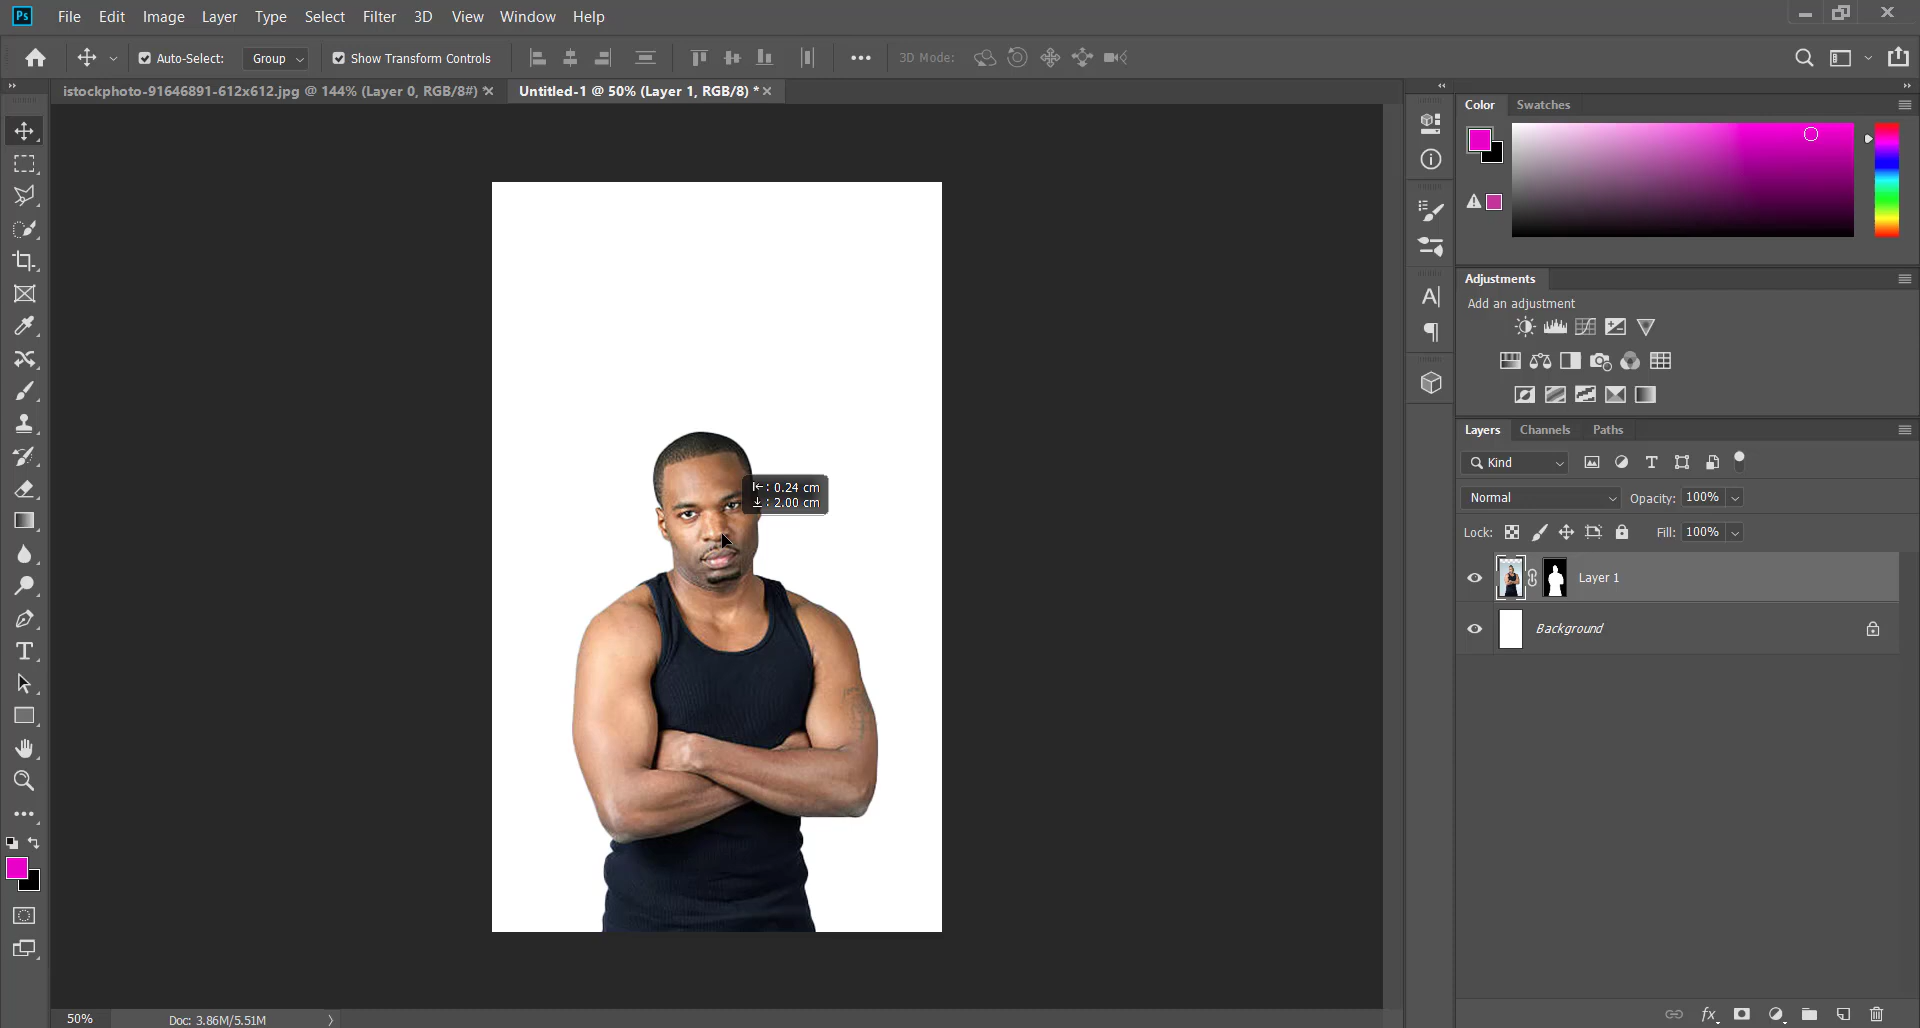 Ps File Edit Image Layer Type Select Filter 3D View Window Help
Auto-Select: Group Show Transform Controls 3D Mode:
istockphoto-91646891-612x612.jpg @ 144% (Layer 0, RGB/8#) *
Untitled-1 @ 50% (Layer 1, RGB/8) *
Color Swatches
Adjustments
Add an adjustment
Layers Channels Paths
Kind
Normal Opacity: 100%
Lock: Fill: 100%
Layer 1
Background
: 0.24 cm
: 2.00 cm
50% Doc: 3.86M/5.51M
fx